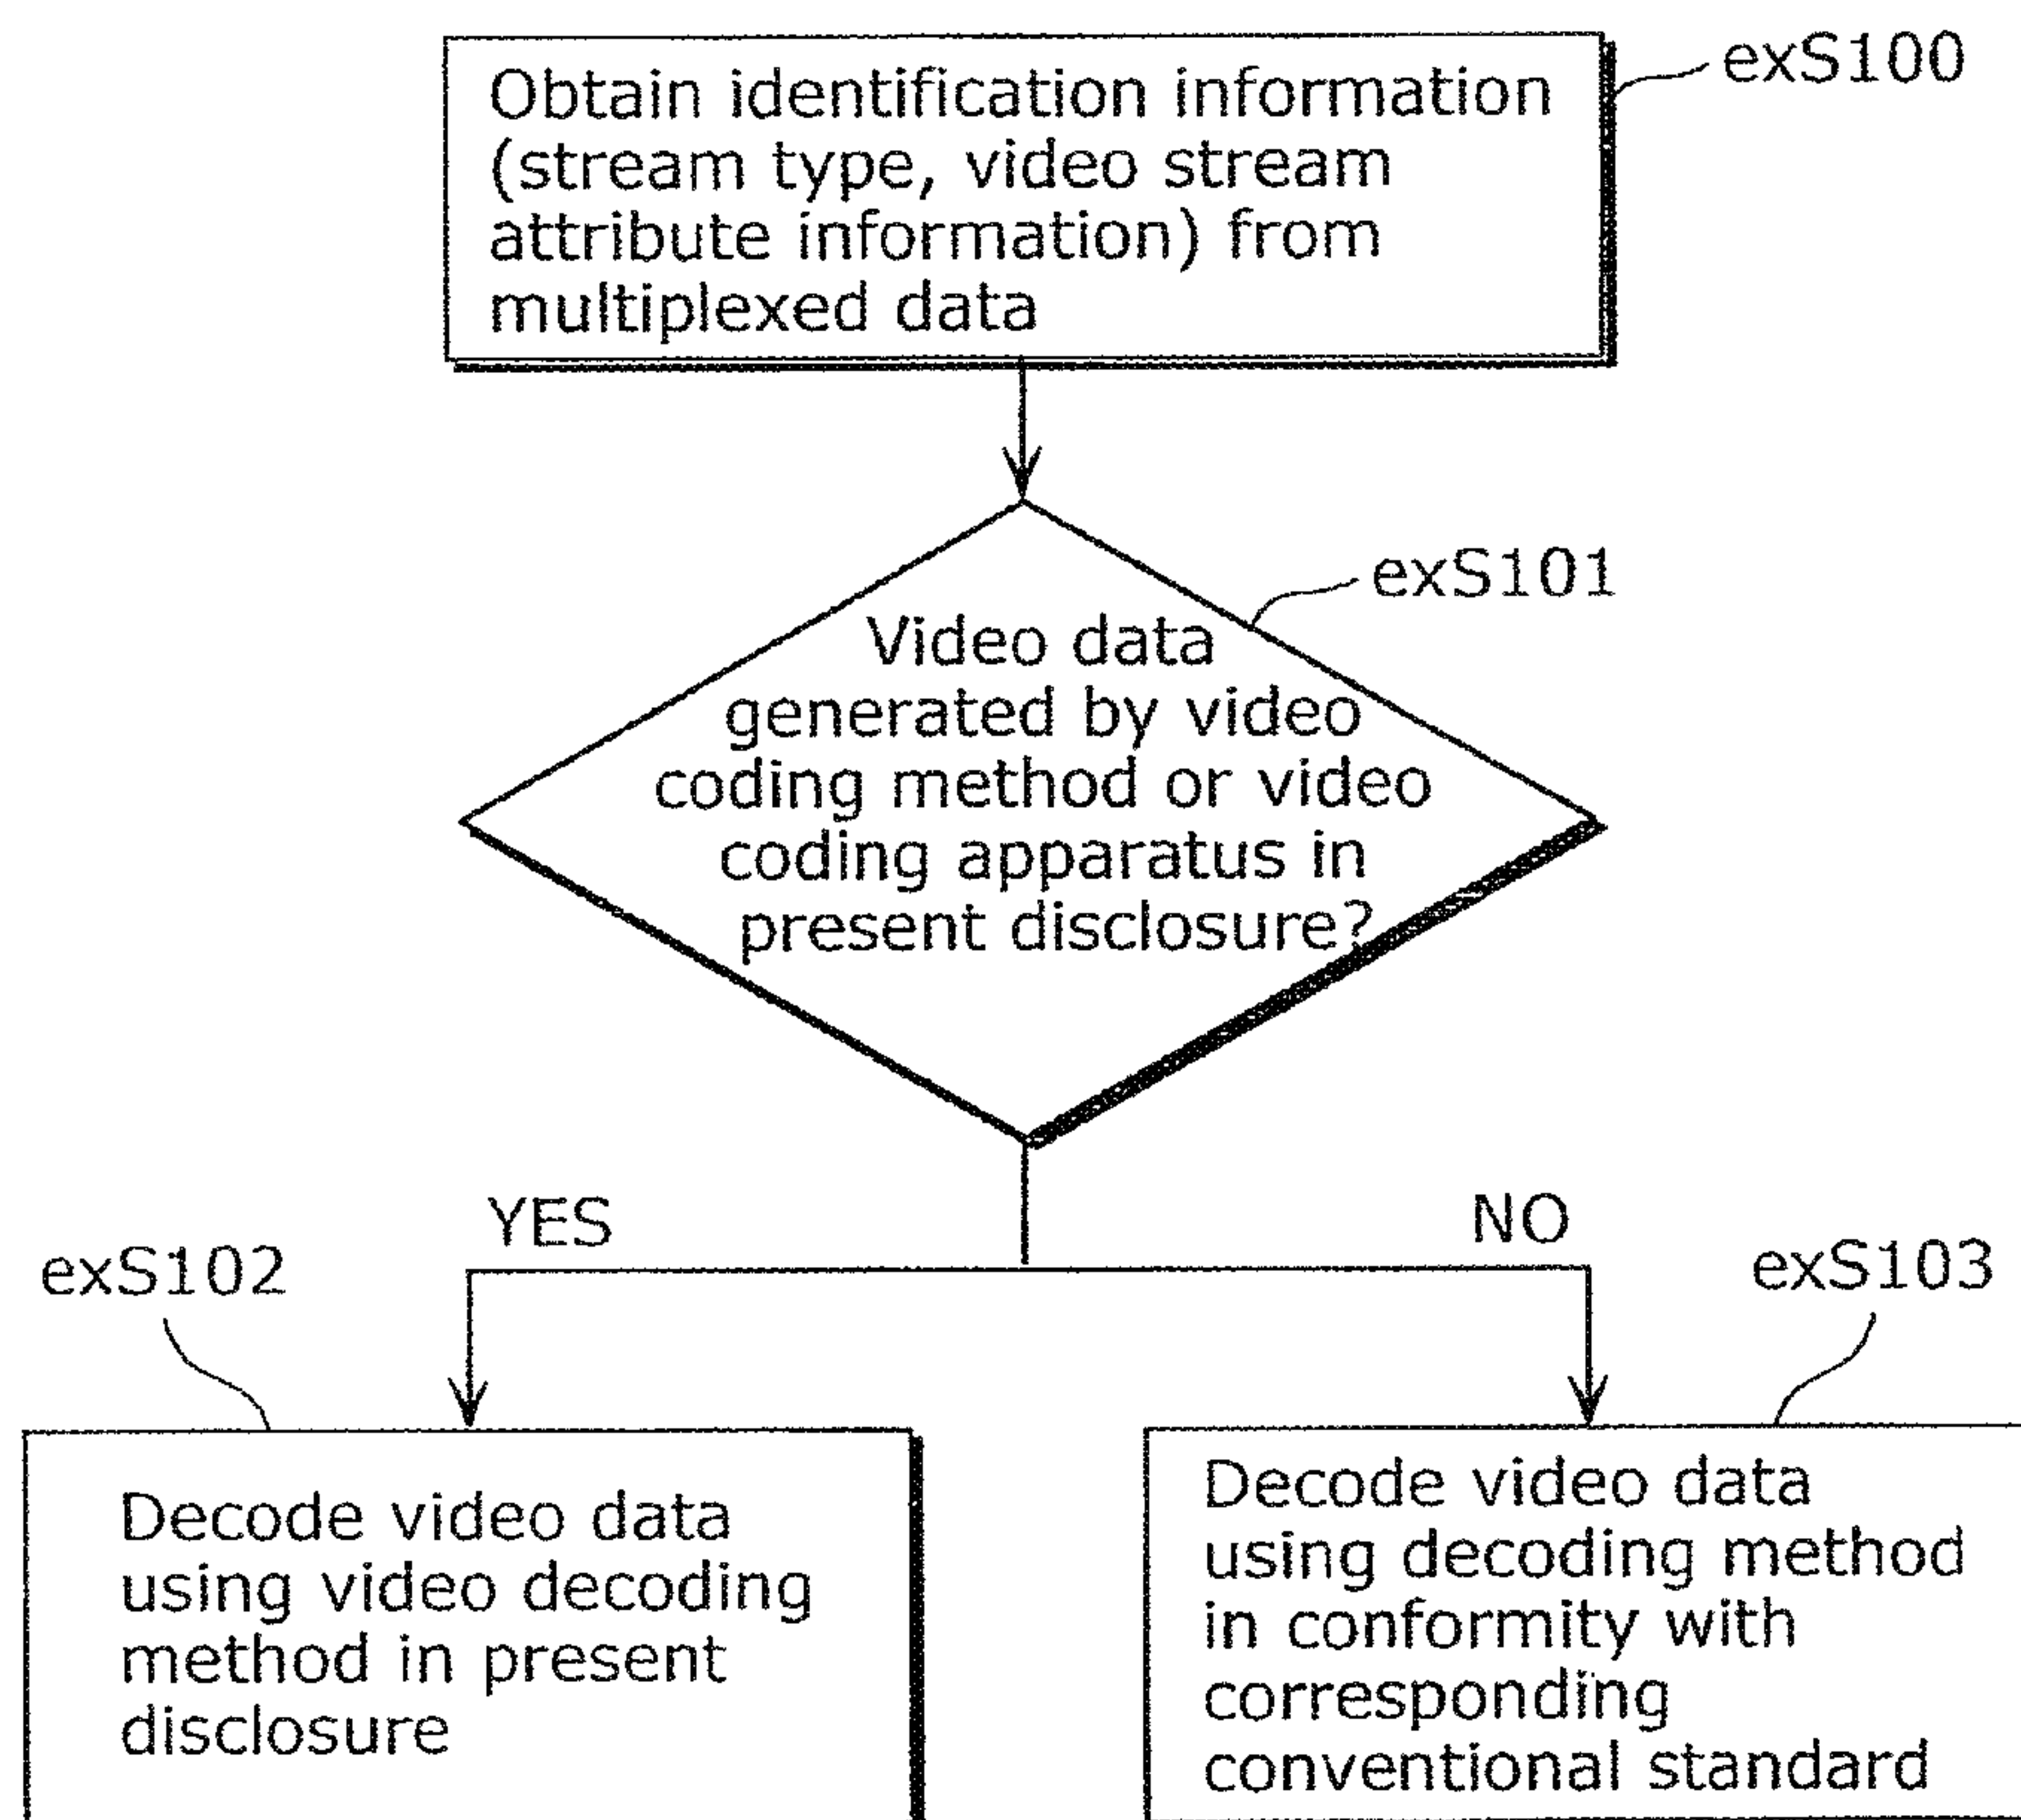 Obtain identification information
(stream type, video stream
attribute information) from
multiplexed data
exS100
exS101
Video data
generated by video
coding method or video
coding apparatus in
present disclosure?
YES
NO
exS102
exS103
Decode video data
using video decoding
method in present
disclosure
Decode video data
using decoding method
in conformity with
corresponding
conventional standard